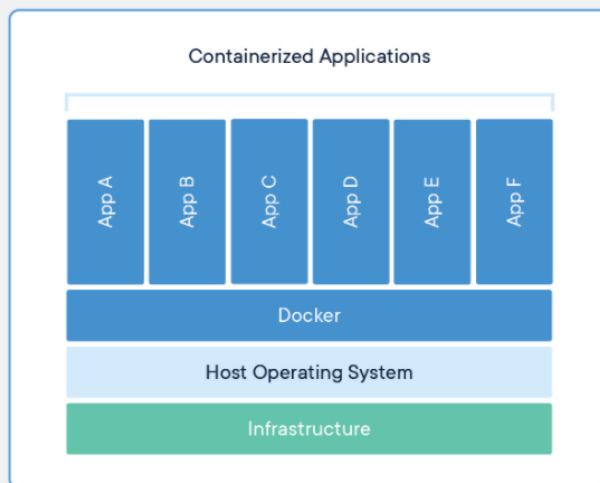 Containerized Applications
App A
App B
App C
App D
App E
App F
Docker
Host Operating System
Infrastructure